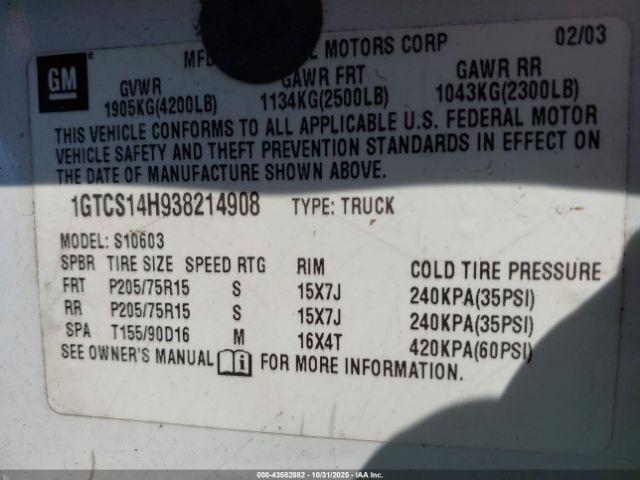 GM
MFD MOTORS CORP 02/03
GVWR GAWR FRT GAWR RR
1905KG(4200LB) 1134KG(2500LB) 1043KG(2300LB)
THIS VEHICLE CONFORMS TO ALL APPLICABLE U.S. FEDERAL MOTOR
VEHICLE SAFETY AND THEFT PREVENTION STANDARDS IN EFFECT ON
THE DATE OF MANUFACTURE SHOWN ABOVE.
1GTCS14H938214908 TYPE: TRUCK
MODEL: S10603
SPBR TIRE SIZE SPEED RTG RIM COLD TIRE PRESSURE
FRT P205/75R15 S 15X7J 240KPA(35PSI)
RR P205/75R15 S 15X7J 240KPA(35PSI)
SPA T155/90D16 M 16X4T 420KPA(60PSI)
SEE OWNER'S MANUAL i FOR MORE INFORMATION.
000-43582882 - 10/31/2025 - IAAI.COM